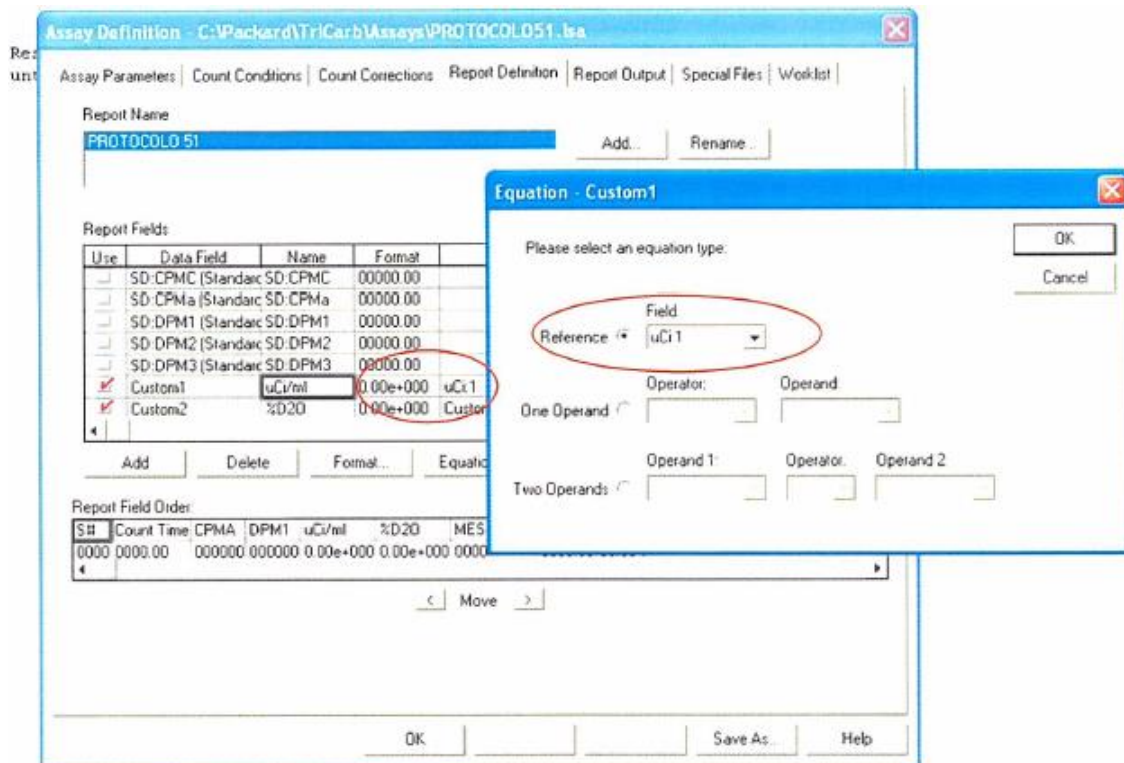 Assay Definition - C:\Packard\TriCarb\Assays\PROTOCOLO51.lsa
Assay Parameters Count Conditions Count Corrections Report Definition Report Output Special Files Worklist
Report Name
PROTOCOLO 51
Add... Rename...
Report Fields
Use Data Field Name Format
SD:CPMC (Standarc SD:CPMC 00000.00
SD:CPMa (Standarc SD:CPMa 00000.00
SD:DPM1 (Standarc SD:DPM1 00000.00
SD:DPM2 (Standarc SD:DPM2 00000.00
SD:DPM3 (Standarc SD:DPM3 00000.00
Custom1 uCi/ml 0.00e+000 uCi1
Custom2 %D2O 0.00e+000 Custom
Add Delete Format... Equatio
Report Field Order:
S# Count Time CPMA DPM1 uCi/ml %D2O MES
0000 0000.00 000000 000000 0.00e+000 0.00e+000 0000
< Move >
OK Save As... Help
Equation - Custom1
Please select an equation type:
OK
Cancel
Field
Reference uCi1
Operator: Operand
One Operand
Operand 1: Operator: Operand 2
Two Operands